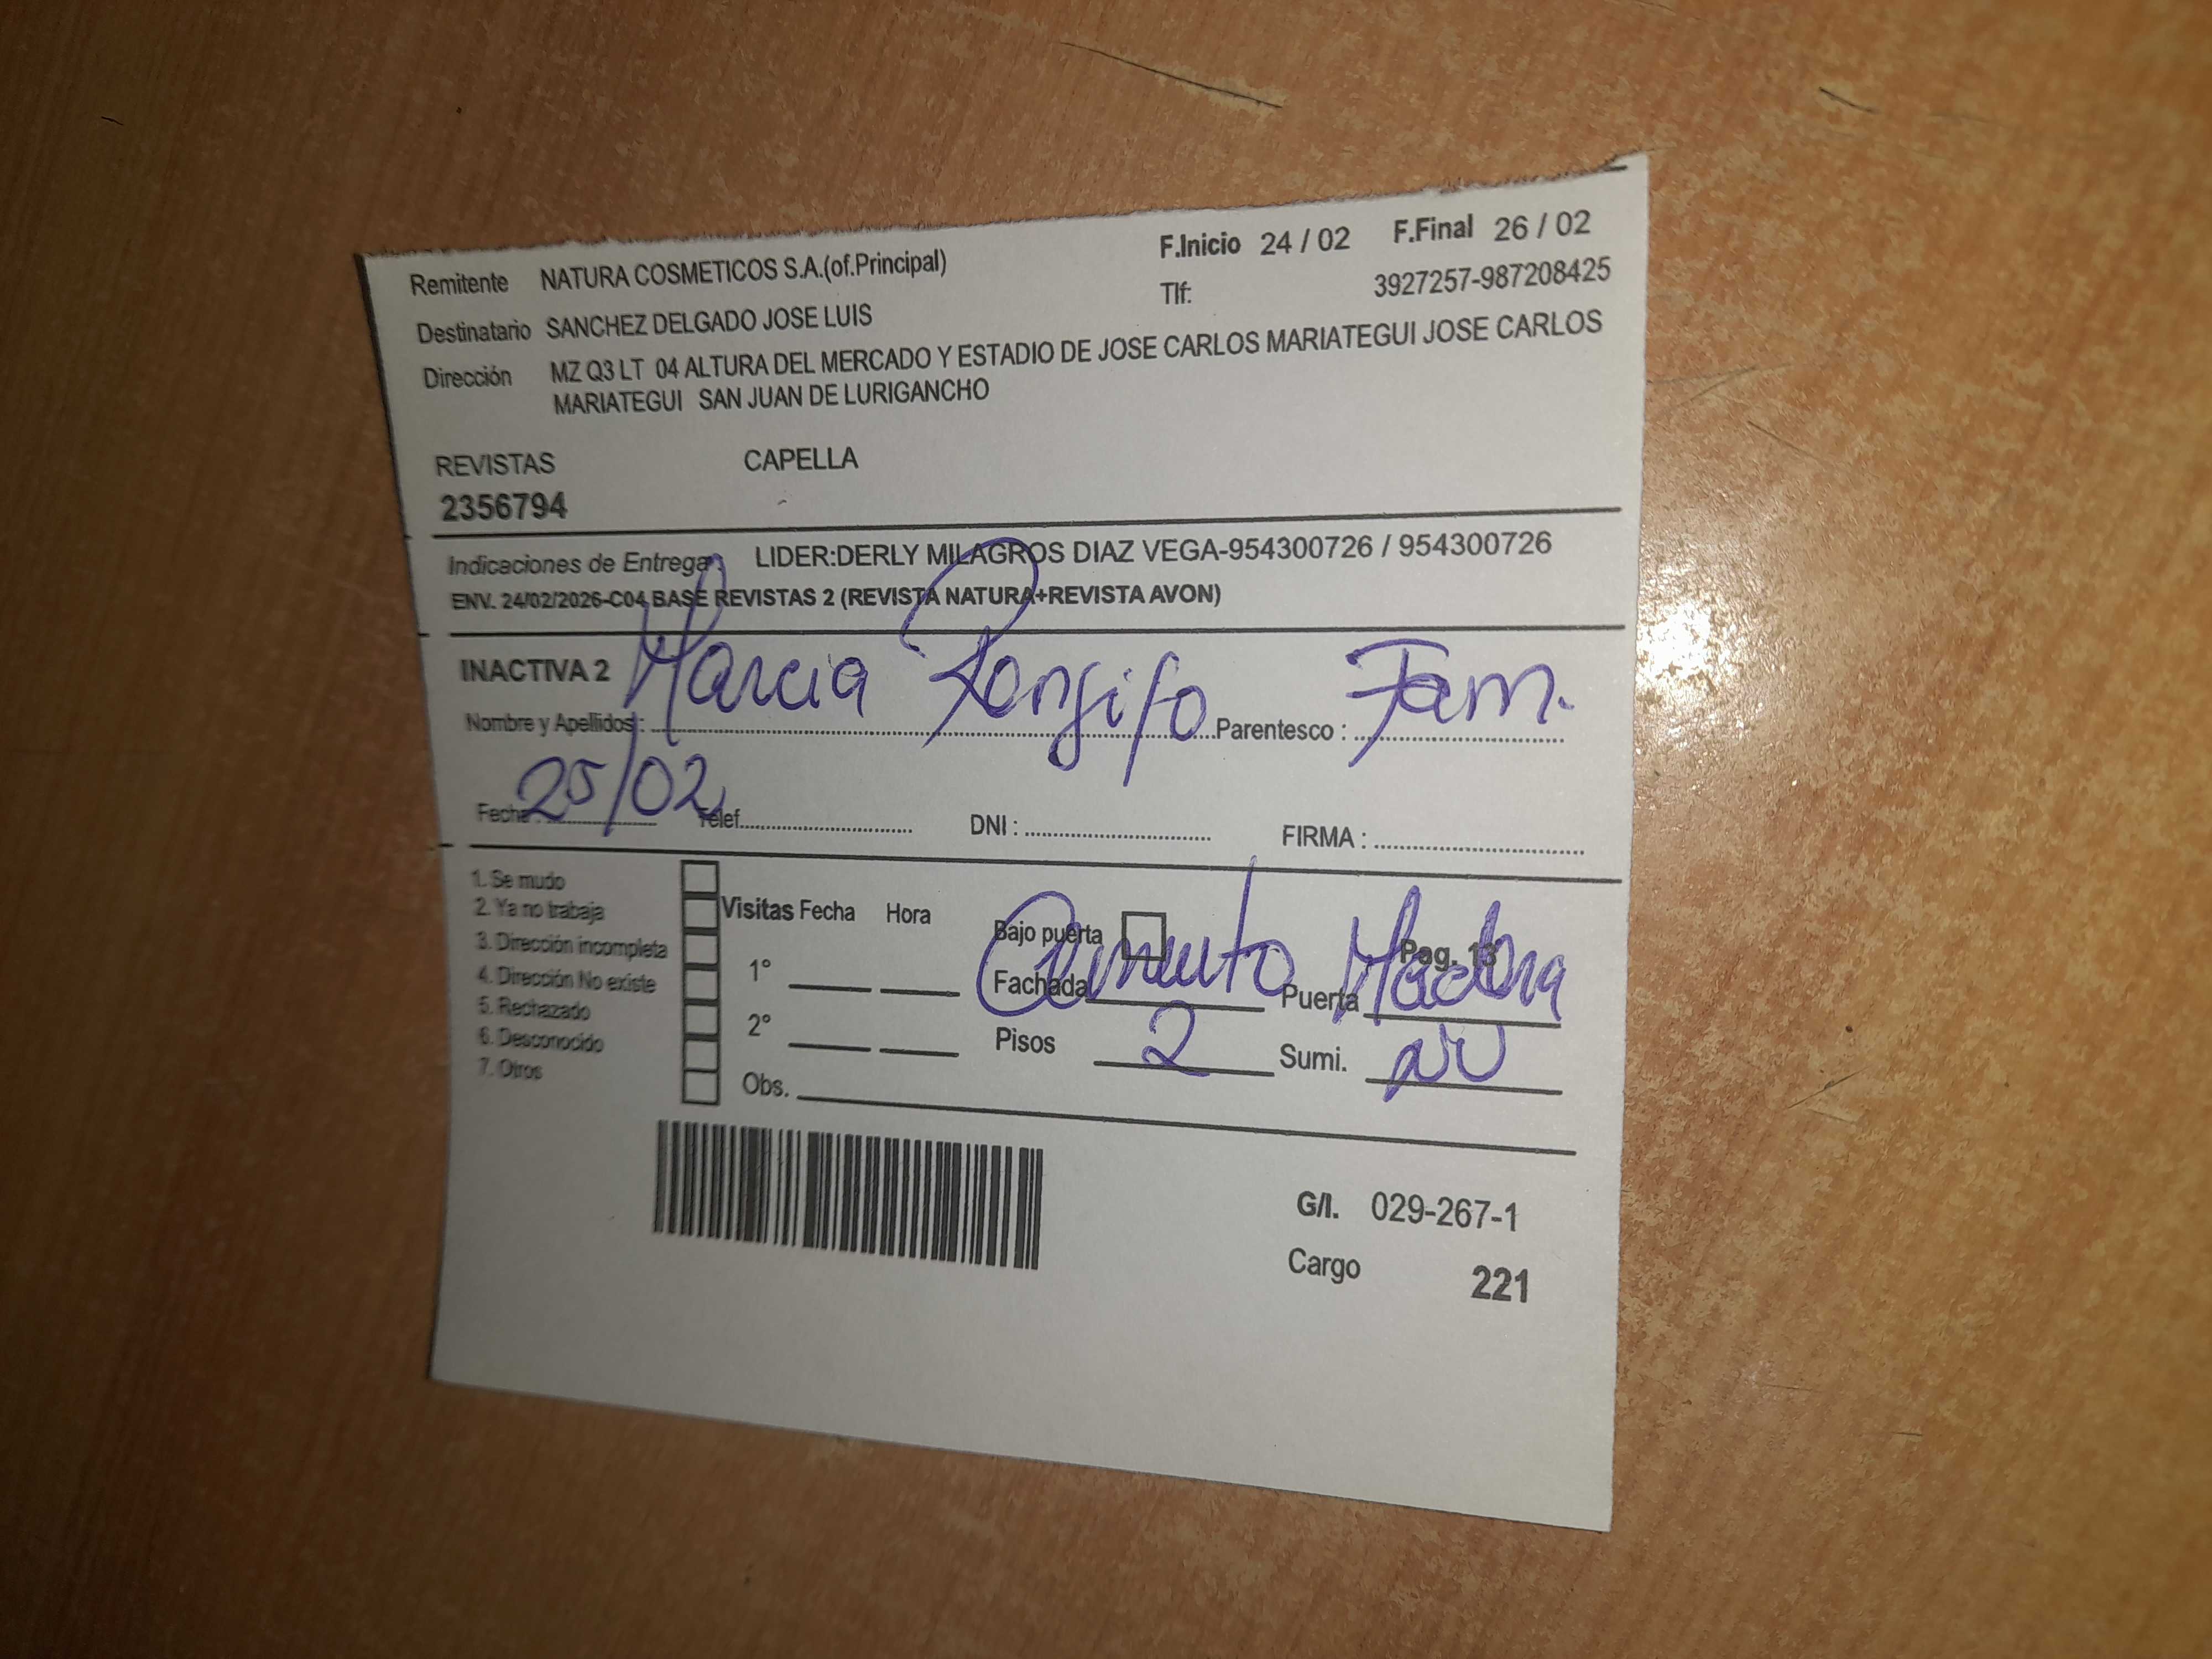 Remitente NATURA COSMETICOS S.A.(of.Principal) F.Inicio 24 / 02 F.Final 26 / 02
Destinatario SANCHEZ DELGADO JOSE LUIS Tlf: 3927257-987208425
Dirección MZ Q3 LT 04 ALTURA DEL MERCADO Y ESTADIO DE JOSE CARLOS MARIATEGUI JOSE CARLOS
MARIATEGUI SAN JUAN DE LURIGANCHO
REVISTAS CAPELLA
2356794
Indicaciones de Entrega : LIDER:DERLY MILAGROS DIAZ VEGA-954300726 / 954300726
ENV. 24/02/2026-C04 BASE REVISTAS 2 (REVISTA NATURA+REVISTA AVON)
INACTIVA 2
Nombre y Apellidos : Marcia Rengifo Parentesco : Fam.
Fecha : 25/02 Telef. DNI : FIRMA :
1. Se mudo
2. Ya no trabaja
3. Dirección incompleta
4. Dirección No existe
5. Rechazado
6. Desconocido
7. Otros
Visitas Fecha Hora
1°
2°
Obs.
Bajo puerta Pag. 13
Fachada Cemento Puerta Madera
Pisos 2 Sumi.
G/I. 029-267-1
Cargo 221